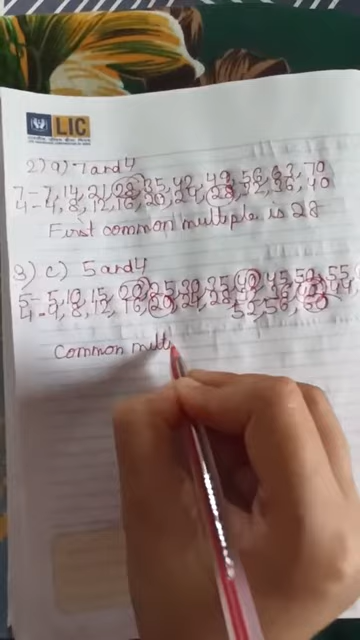 LIC
2) a) 7 and 4
7 - 7, 14, 21, 28, 35, 42, 49, 56, 63, 70
4 - 4, 8, 12, 16, 20, 24, 28, 32, 36, 40
First common multiple is 28
3) c) 5 and 4
5 - 5, 10, 15, 20, 25, 30, 35, 40, 45, 50, 55,
4 - 4, 8, 12, 16, 20, 24, 28, 32, 44,
52, 56,
Common mult